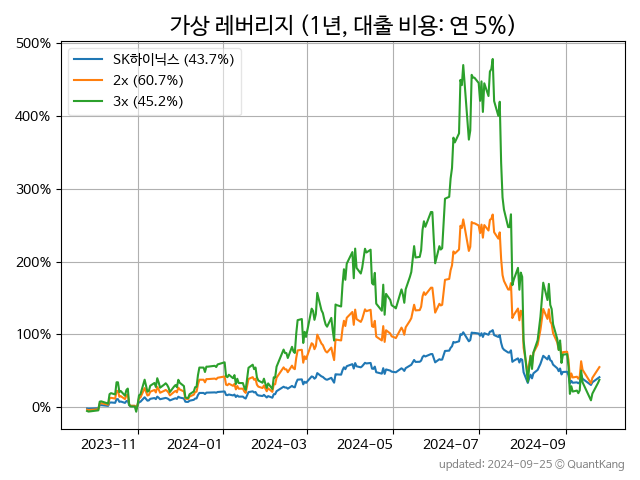 가상 레버리지 (1년, 대출 비용: 연 5%)
500%
400%
300%
200%
100%
0%
SK하이닉스 (43.7%)
2x (60.7%)
3x (45.2%)
2023-11
2024-01
2024-03
2024-05
2024-07
2024-09
updated: 2024-09-25 © QuantKang